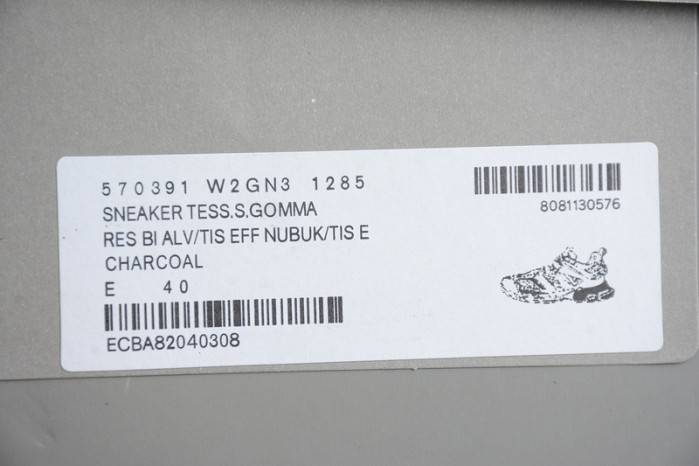 570391 W2GN3 1285
SNEAKER TESS.S.GOMMA
RES BI ALV/TIS EFF NUBUK/TIS E
CHARCOAL
E 40
ECBA82040308
8081130576